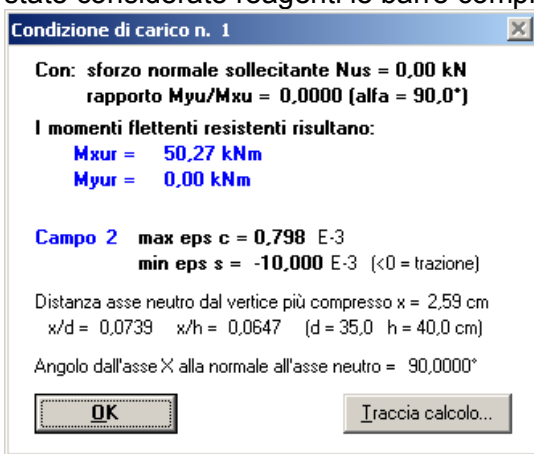 stato considerato reagenti le barre compr
Condizione di carico n. 1
Con: sforzo normale sollecitante Nus = 0,00 kN
rapporto Myu/Mxu = 0,0000 (alfa = 90,0°)
I momenti flettenti resistenti risultano:
Mxur = 50,27 kNm
Myur = 0,00 kNm
Campo 2 max eps c = 0,798 E-3
min eps s = -10,000 E-3 (<0 = trazione)
Distanza asse neutro dal vertice più compresso x = 2,59 cm
x/d = 0,0739 x/h = 0,0647 (d = 35,0 h = 40,0 cm)
Angolo dall'asse X alla normale all'asse neutro = 90,0000°
OK
Traccia calcolo...